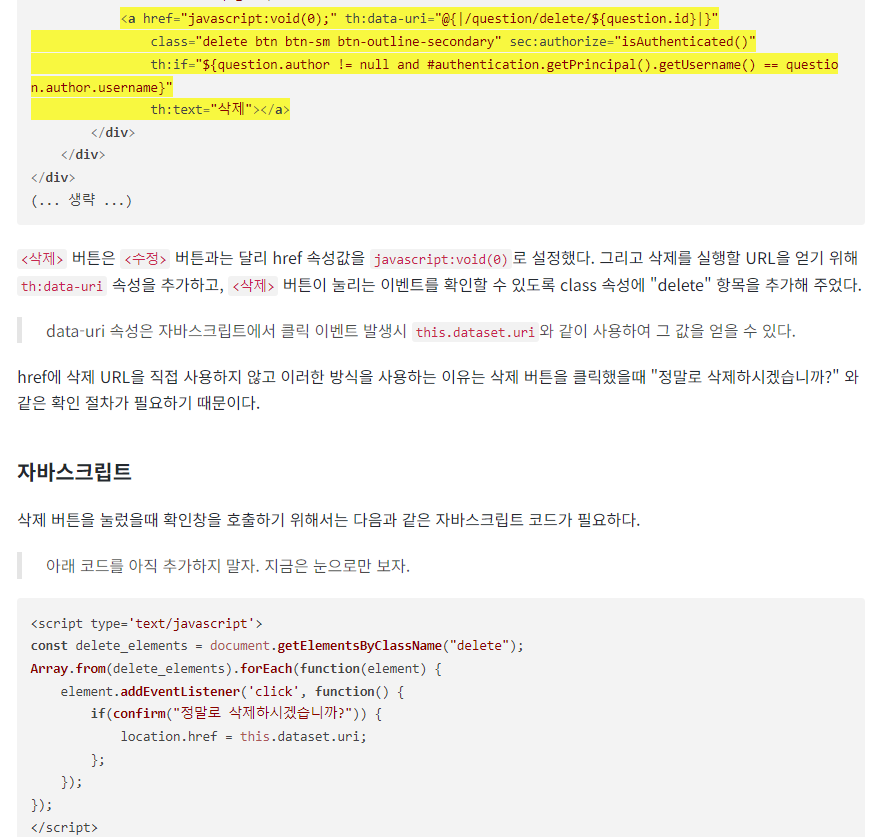 <a href="javascript:void(0);" th:data-uri="@{|/question/delete/${question.id}|}"
class="delete btn btn-sm btn-outline-secondary" sec:authorize="isAuthenticated()"
th:if="${question.author != null and #authentication.getPrincipal().getUsername() == questio
n.author.username}"
th:text="삭제"></a>
</div>
</div>
</div>
(... 생략 ...)
<삭제> 버튼은 <수정> 버튼과는 달리 href 속성값을 javascript:void(0)로 설정했다. 그리고 삭제를 실행할 URL을 얻기 위해
th:data-uri 속성을 추가하고, <삭제> 버튼이 눌리는 이벤트를 확인할 수 있도록 class 속성에 "delete" 항목을 추가해 주었다.
data-uri 속성은 자바스크립트에서 클릭 이벤트 발생시 this.dataset.uri와 같이 사용하여 그 값을 얻을 수 있다.
href에 삭제 URL을 직접 사용하지 않고 이러한 방식을 사용하는 이유는 삭제 버튼을 클릭했을때 "정말로 삭제하시겠습니까?" 와
같은 확인 절차가 필요하기 때문이다.
자바스크립트
삭제 버튼을 눌렀을때 확인창을 호출하기 위해서는 다음과 같은 자바스크립트 코드가 필요하다.
아래 코드를 아직 추가하지 말자. 지금은 눈으로만 보자.
<script type='text/javascript'>
const delete_elements = document.getElementsByClassName("delete");
Array.from(delete_elements).forEach(function(element) {
element.addEventListener('click', function() {
if(confirm("정말로 삭제하시겠습니까?")) {
location.href = this.dataset.uri;
};
});
});
</script>